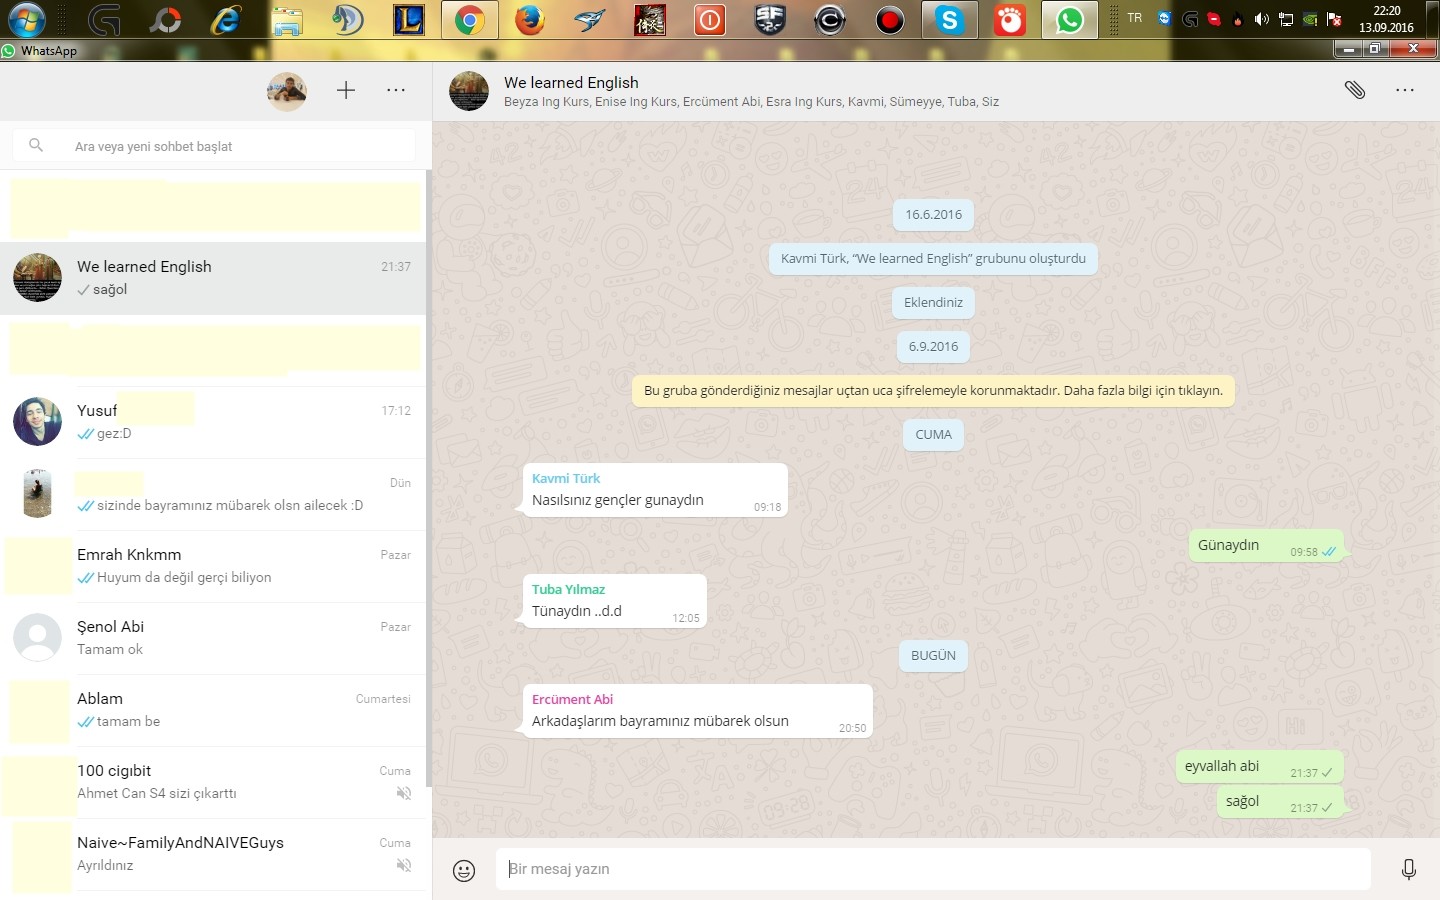 TR
22:20
13.09.2016
WhatsApp
Ara veya yeni sohbet başlat
We learned English
21:37
sağol
Yusuf
17:12
gez:D
Dün
sizinde bayramınız mübarek olsn ailecek :D
Emrah Knkmm
Pazar
Huyum da değil gerçi biliyon
Şenol Abi
Pazar
Tamam ok
Ablam
Cumartesi
tamam be
100 cigıbit
Cuma
Ahmet Can S4 sizi çıkarttı
Naive~FamilyAndNAIVEGuys
Cuma
Ayrıldınız
We learned English
Beyza Ing Kurs, Enise Ing Kurs, Ercüment Abi, Esra Ing Kurs, Kavmi, Sümeyye, Tuba, Siz
16.6.2016
Kavmi Türk, “We learned English” grubunu oluşturdu
Eklendiniz
6.9.2016
Bu gruba gönderdiğiniz mesajlar uçtan uca şifrelemeyle korunmaktadır. Daha fazla bilgi için tıklayın.
CUMA
Kavmi Türk
Nasılsınız gençler gunaydın
09:18
Günaydın
09:58
Tuba Yılmaz
Tünaydın ..d.d
12:05
BUGÜN
Ercüment Abi
Arkadaşlarım bayramınız mübarek olsun
20:50
eyvallah abi
21:37
sağol
21:37
Bir mesaj yazın